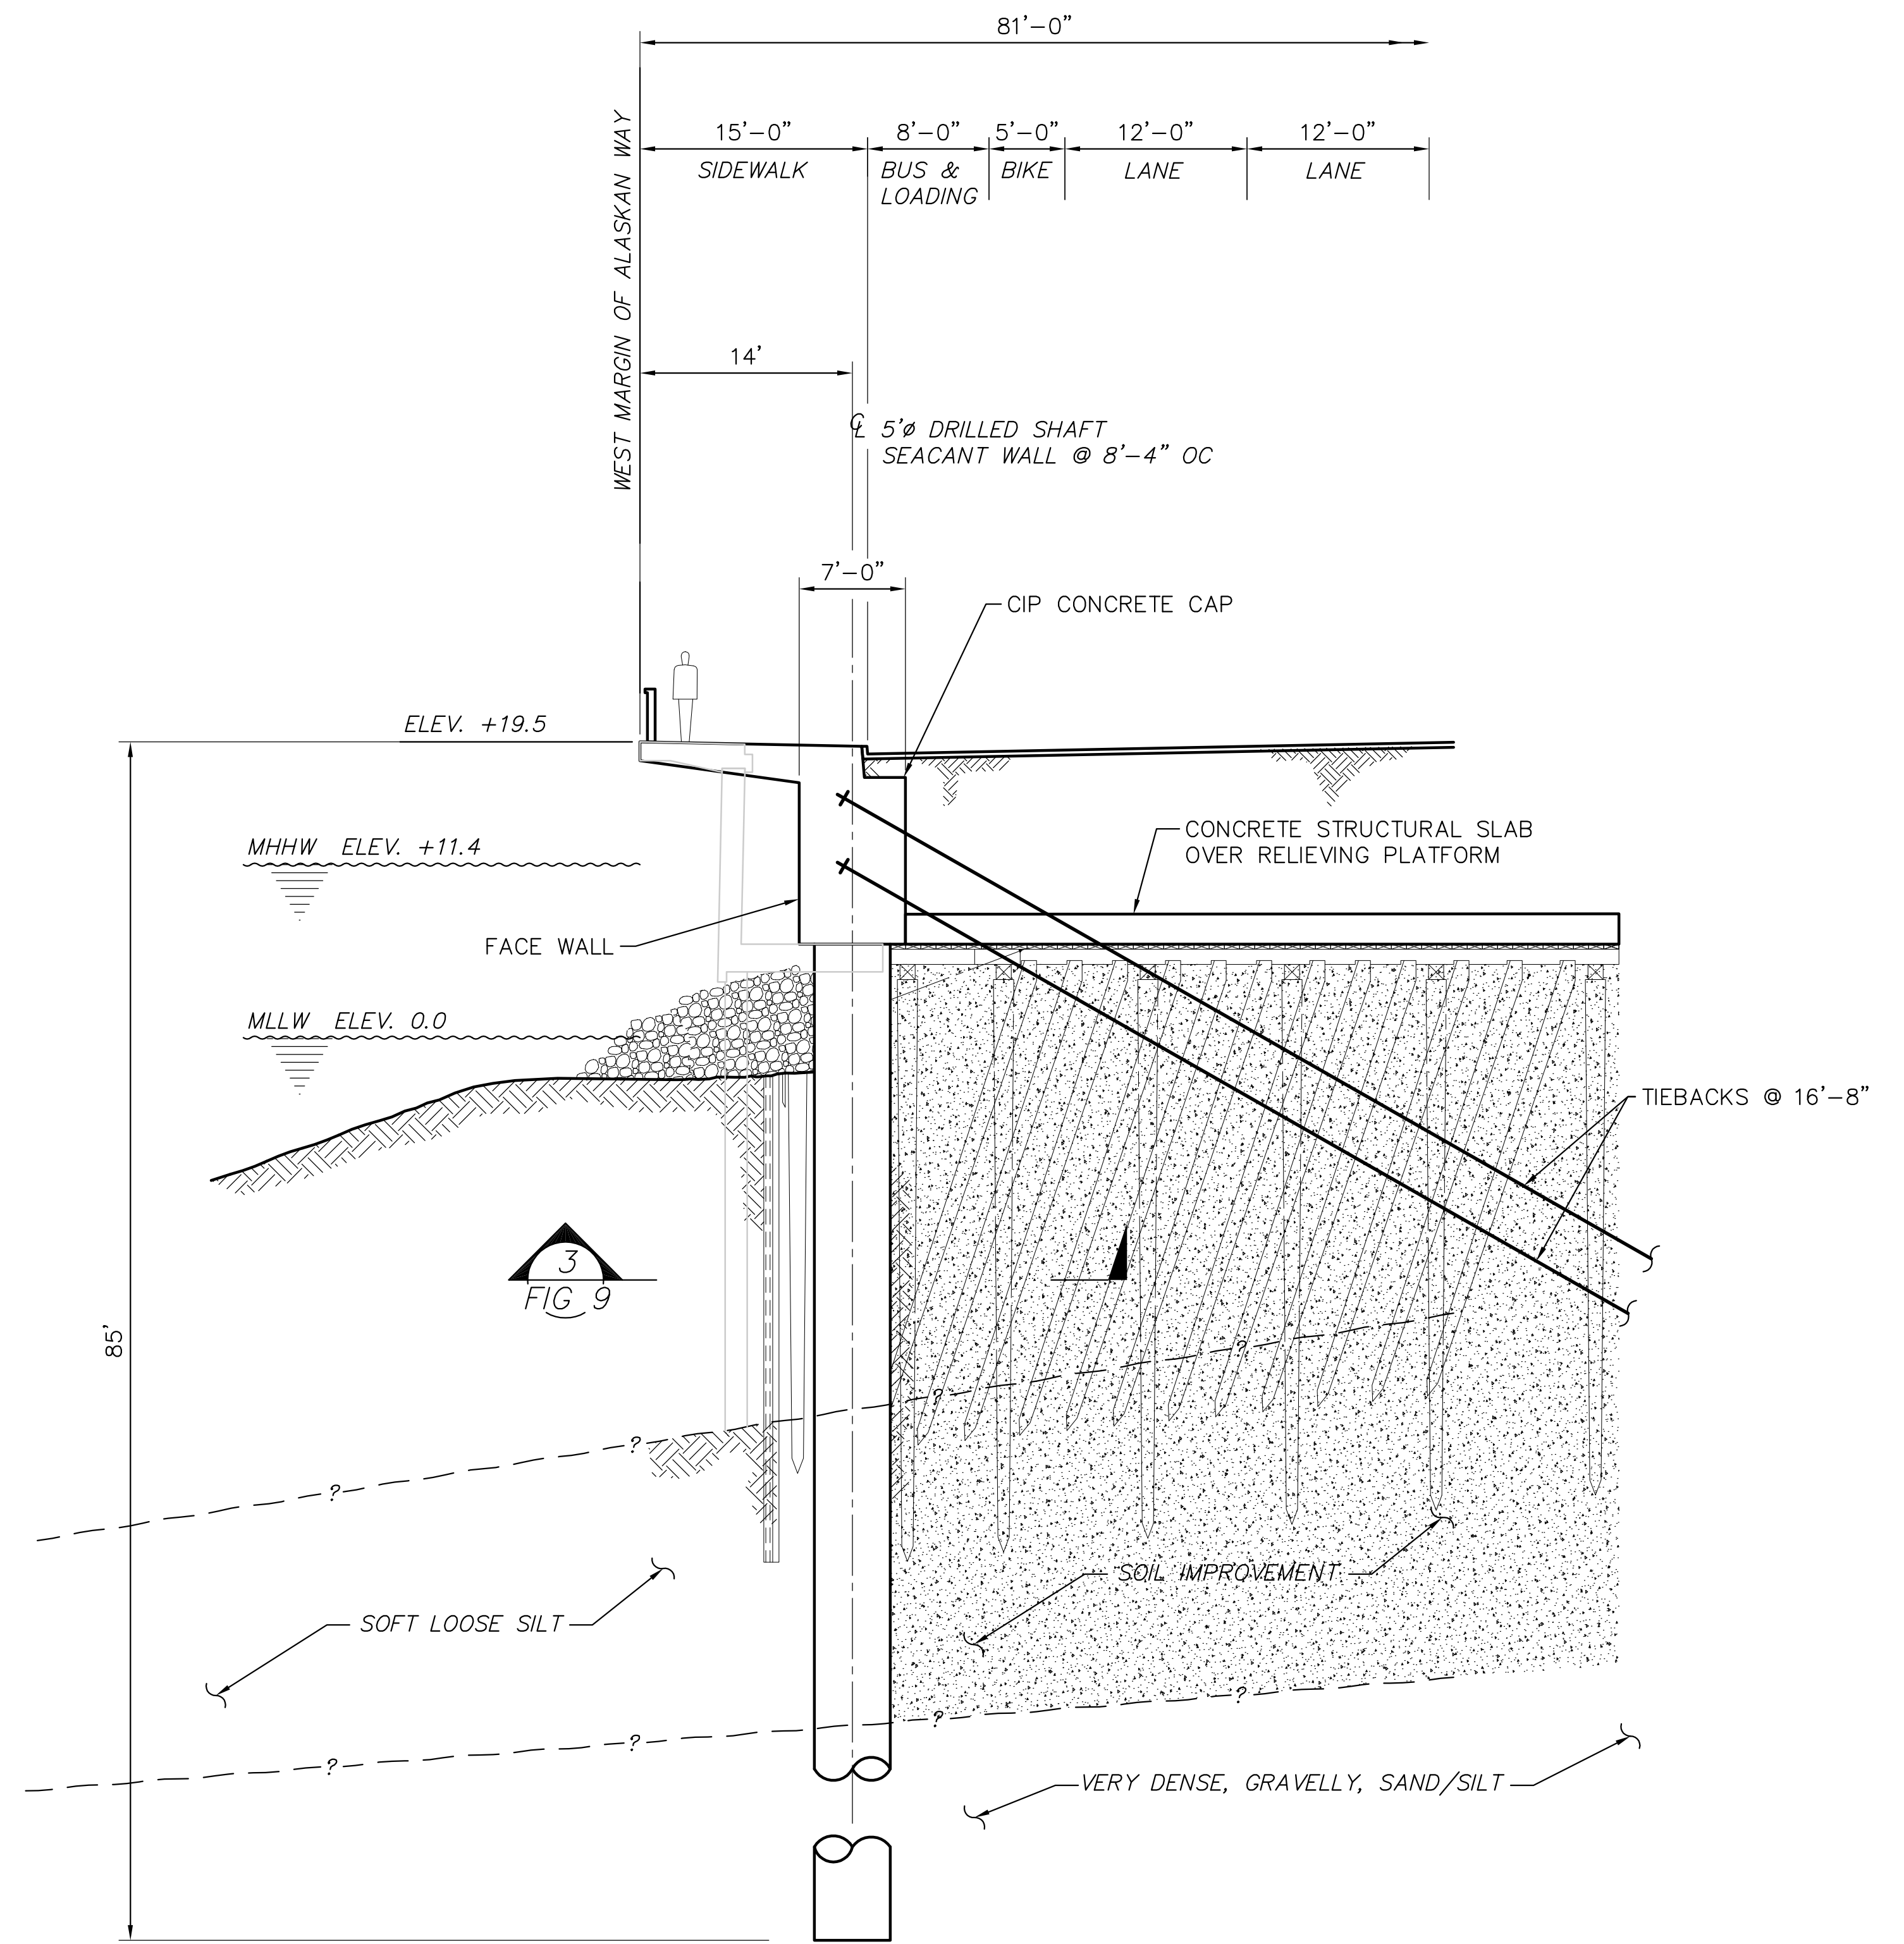 81'-0"
15'-0" 8'-0" 5'-0" 12'-0" 12'-0"
SIDEWALK BUS & BIKE LANE LANE
LOADING
WEST MARGIN OF ALASKAN WAY
14'
℄ 5'ø DRILLED SHAFT
SEACANT WALL @ 8'-4" OC
7'-0"
CIP CONCRETE CAP
ELEV. +19.5
CONCRETE STRUCTURAL SLAB
OVER RELIEVING PLATFORM
MHHW ELEV. +11.4
FACE WALL
MLLW ELEV. 0.0
TIEBACKS @ 16'-8"
3
FIG 9
85'
?
?
?
?
SOIL IMPROVEMENT
SOFT LOOSE SILT
?
?
?
?
VERY DENSE, GRAVELLY, SAND/SILT